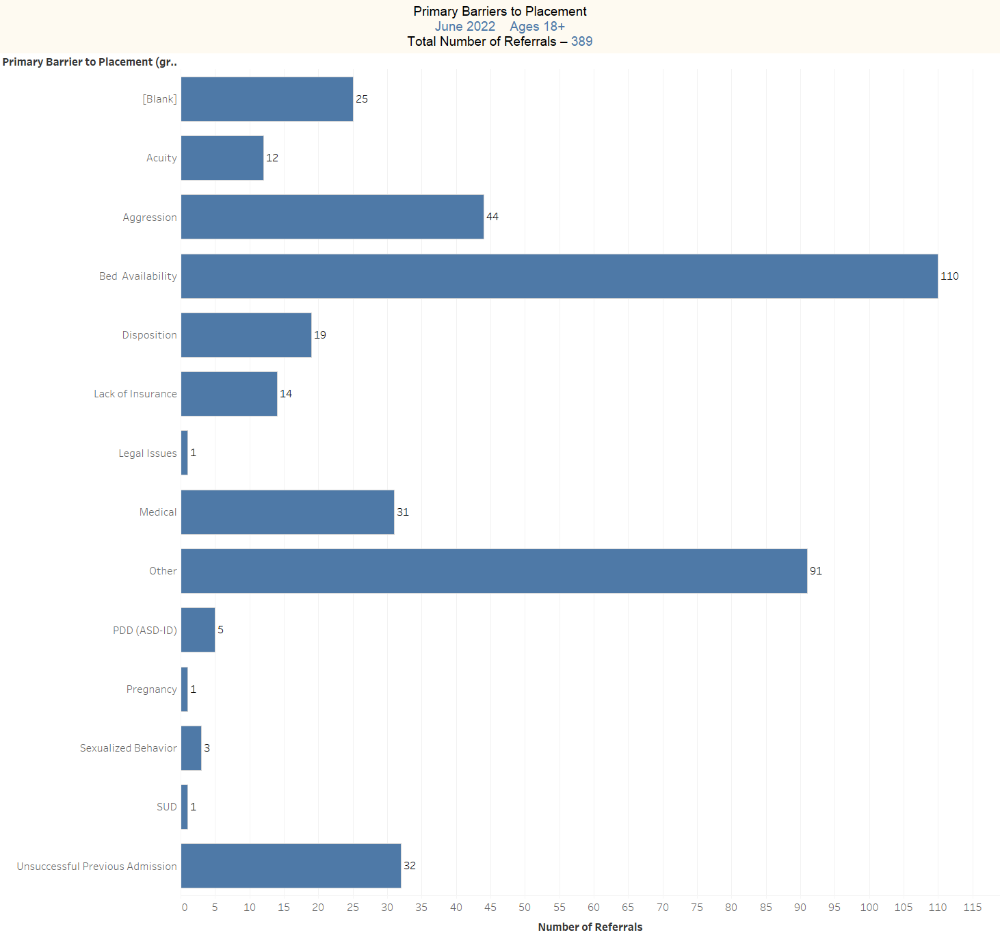 Primary Barriers to Placement
June 2022 Ages 18+
Total Number of Referrals – 389
Primary Barrier to Placement (gr..
[Blank] 25
Acuity 12
Aggression 44
Bed Availability 110
Disposition 19
Lack of Insurance 14
Legal Issues 1
Medical 31
Other 91
PDD (ASD-ID) 5
Pregnancy 1
Sexualized Behavior 3
SUD 1
Unsuccessful Previous Admission 32
0 5 10 15 20 25 30 35 40 45 50 55 60 65 70 75 80 85 90 95 100 105 110 115
Number of Referrals